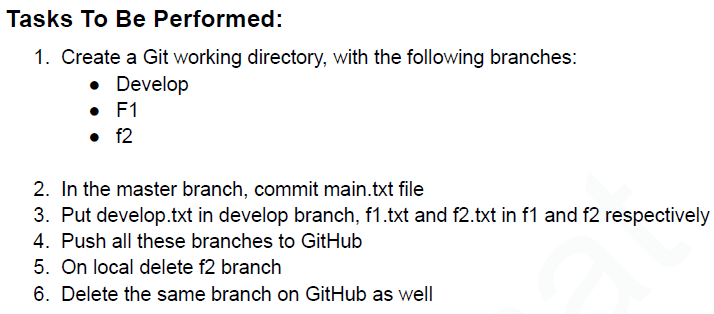 Tasks To Be Performed:
1. Create a Git working directory, with the following branches:
● Develop
● F1
● f2
2. In the master branch, commit main.txt file
3. Put develop.txt in develop branch, f1.txt and f2.txt in f1 and f2 respectively
4. Push all these branches to GitHub
5. On local delete f2 branch
6. Delete the same branch on GitHub as well